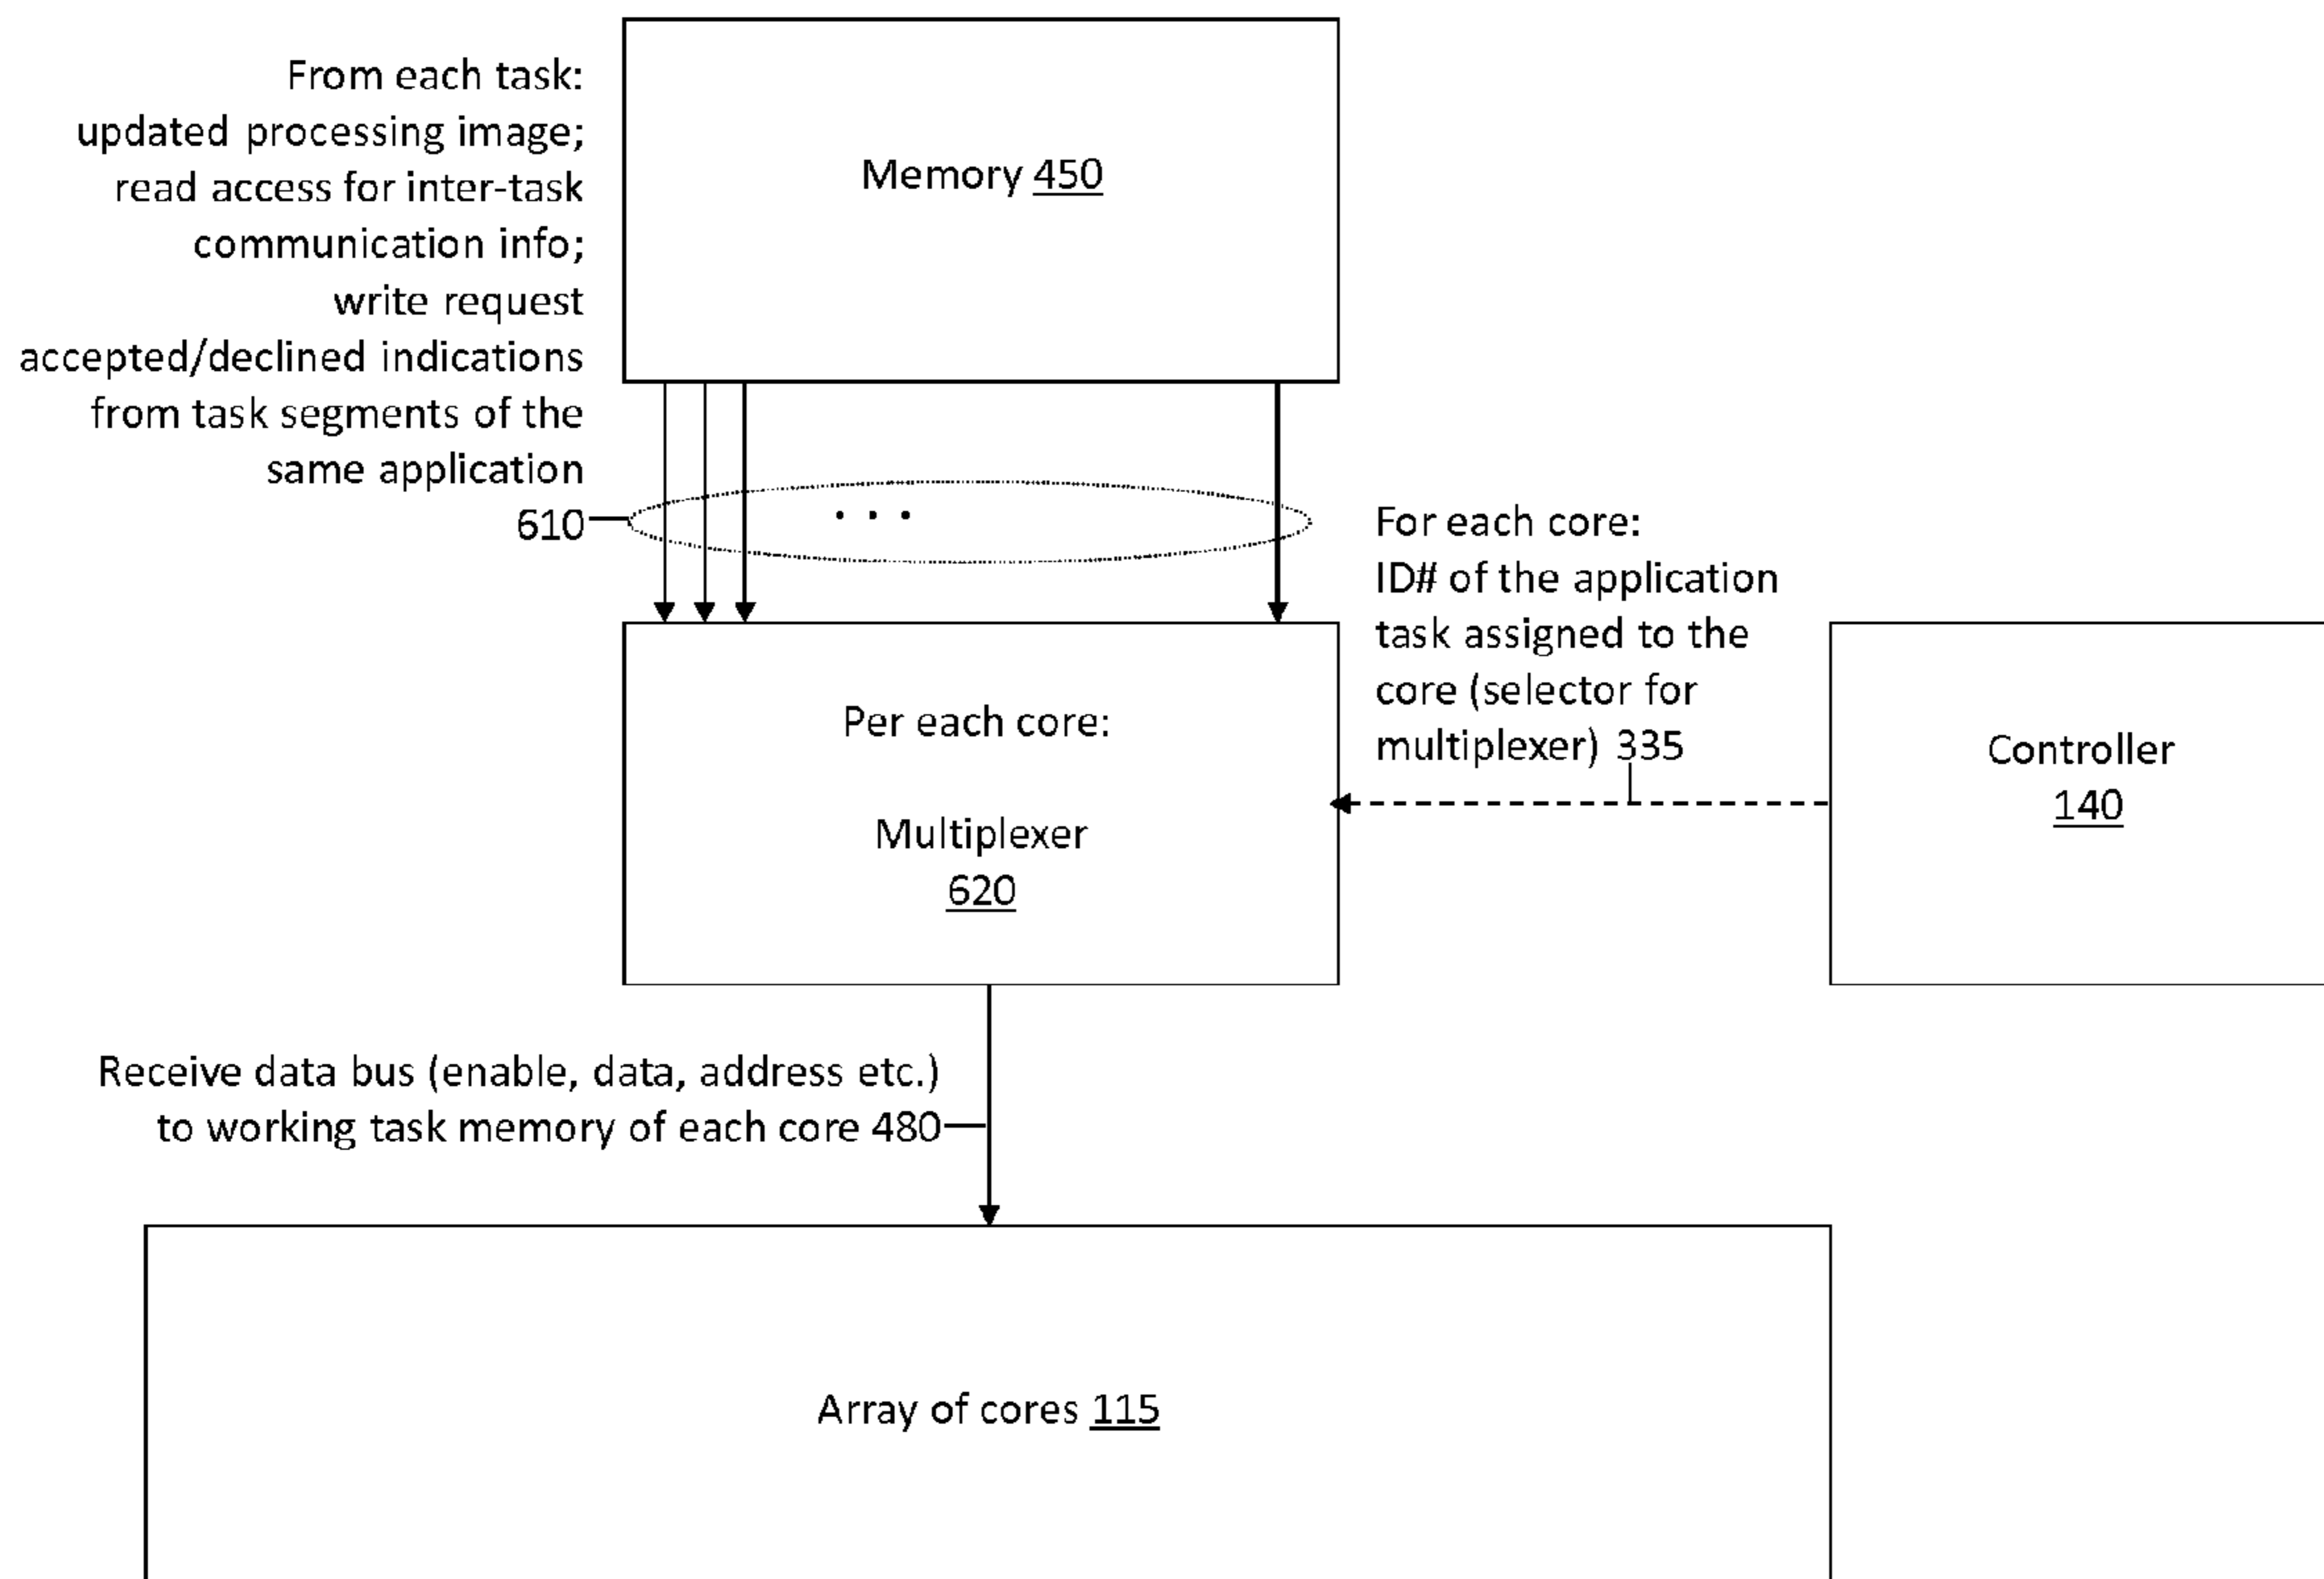 From each task:
updated processing image;
read access for inter-task
communication info;
write request
accepted/declined indications
from task segments of the
same application
610
Memory 450
. . .
For each core:
ID# of the application
task assigned to the
core (selector for
multiplexer) 335
Per each core:
Multiplexer
620
Controller
140
Receive data bus (enable, data, address etc.)
to working task memory of each core 480
Array of cores 115